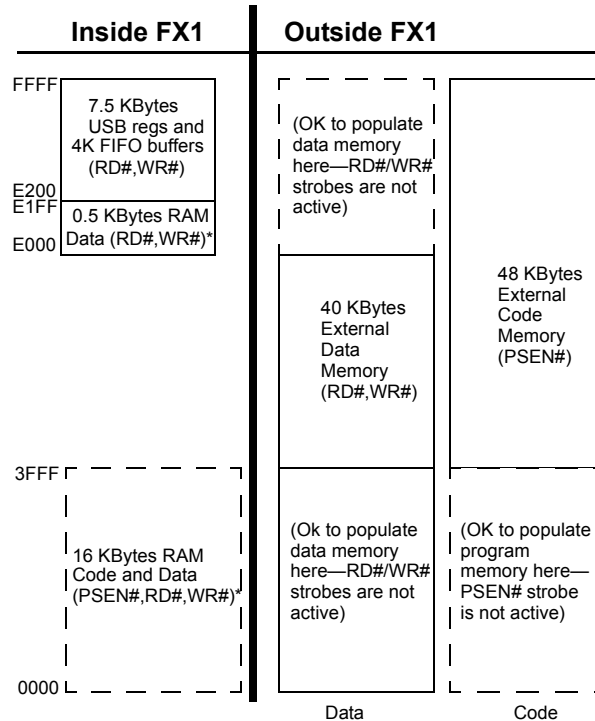 Inside FX1
Outside FX1
FFFF
7.5 KBytes
USB regs and
4K FIFO buffers
(RD#,WR#)
E200
E1FF
0.5 KBytes RAM
Data (RD#,WR#)*
E000
(OK to populate
data memory
here—RD#/WR#
strobes are not
active)
40 KBytes
External
Data
Memory
(RD#,WR#)
48 KBytes
External
Code
Memory
(PSEN#)
3FFF
16 KBytes RAM
Code and Data
(PSEN#,RD#,WR#)*
0000
(Ok to populate
data memory
here—RD#/WR#
strobes are not
active)
(OK to populate
program
memory here—
PSEN# strobe
is not active)
Data
Code